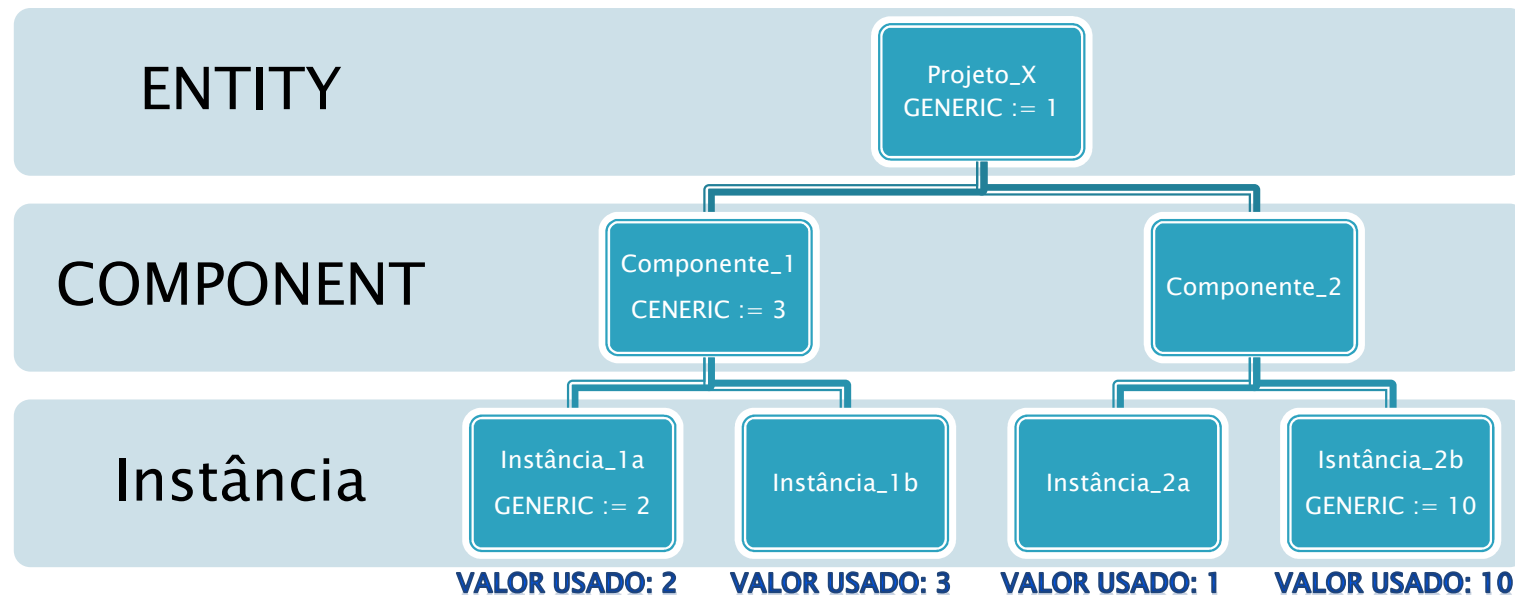 ENTITY
Projeto_X
GENERIC := 1
COMPONENT
Componente_1
CENERIC := 3
Componente_2
Instância
Instância_1a
GENERIC := 2
Instância_1b
Instância_2a
Isntância_2b
GENERIC := 10
VALOR USADO: 2
VALOR USADO: 3
VALOR USADO: 1
VALOR USADO: 10